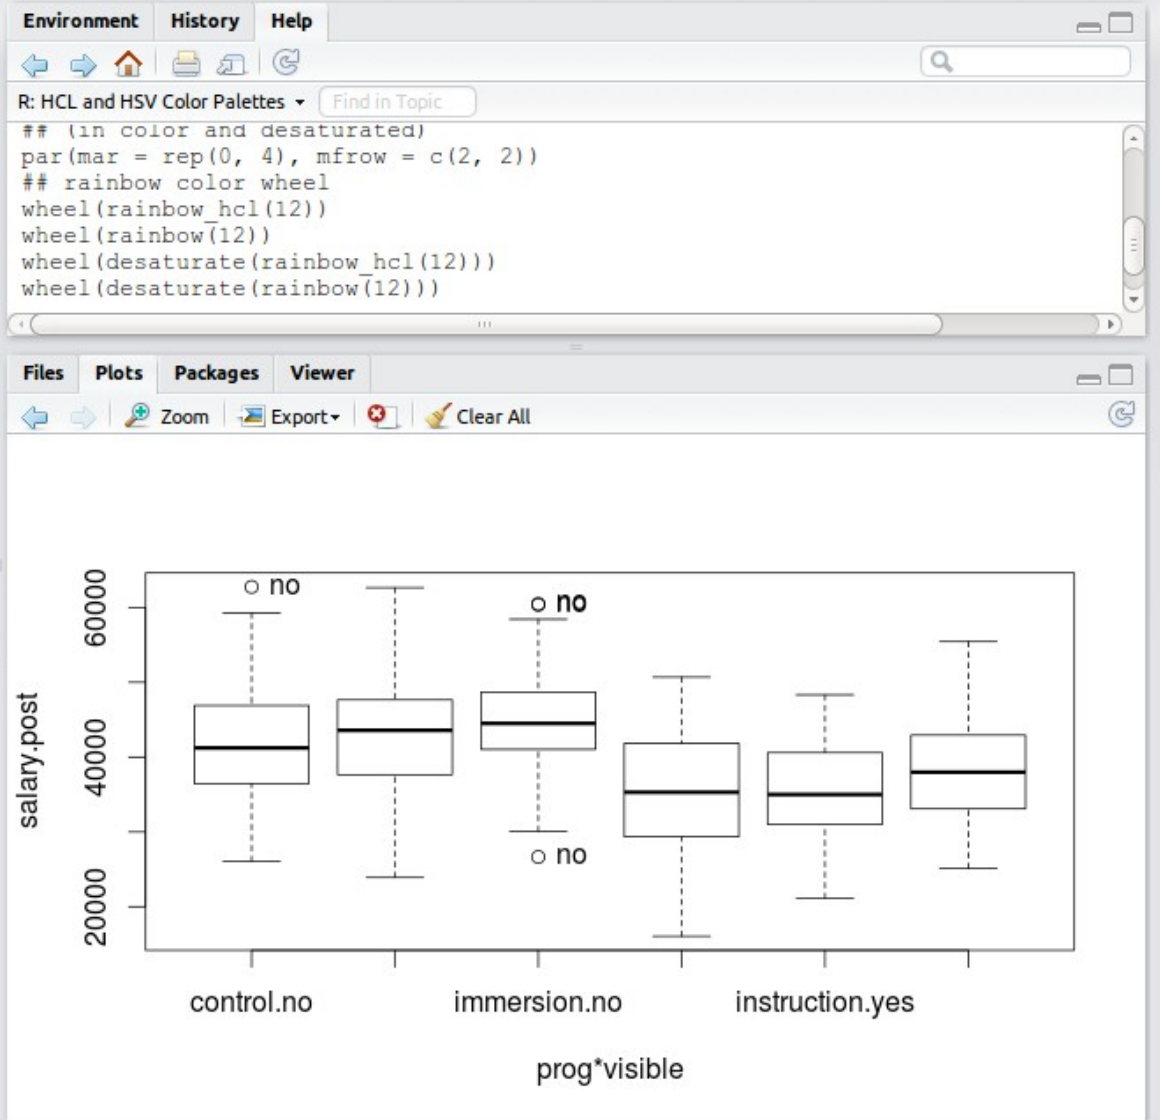 Environment History Help
R: HCL and HSV Color Palettes Find in Topic
## (in color and desaturated)
par(mar = rep(0, 4), mfrow = c(2, 2))
## rainbow color wheel
wheel(rainbow_hcl(12))
wheel(rainbow(12))
wheel(desaturate(rainbow_hcl(12)))
wheel(desaturate(rainbow(12)))
Files Plots Packages Viewer
Zoom Export Clear All
60000
40000
20000
salary.post
no
no
no
control.no immersion.no instruction.yes
prog*visible